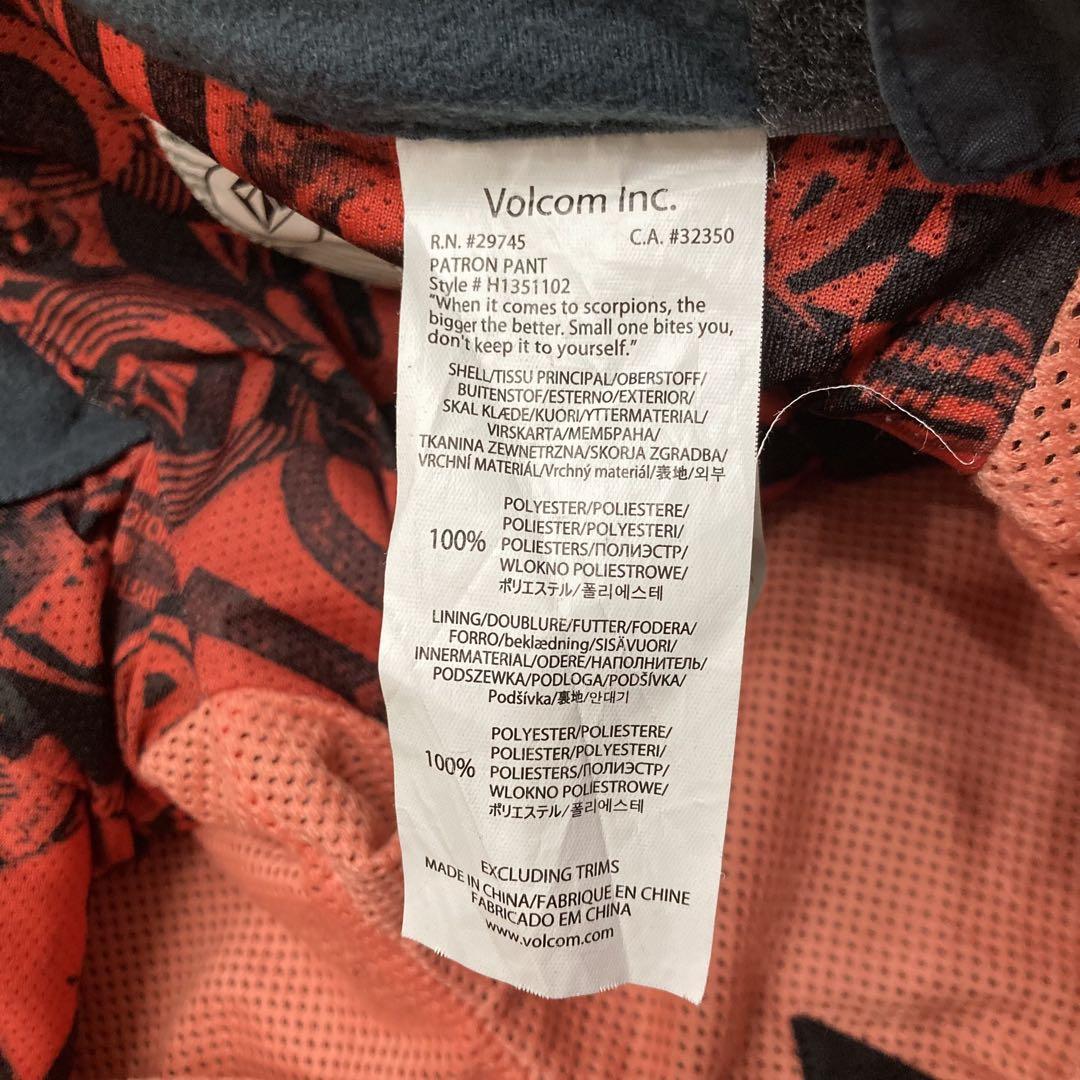 Volcom Inc.
R.N. #29745 C.A. #32350
PATRON PANT
Style # H1351102
"When it comes to scorpions, the
bigger the better. Small one bites you,
don't keep it to yourself."
SHELL/TISSU PRINCIPAL/OBERSTOFF/
BUITENSTOF/ESTERNO/EXTERIOR/
SKAL KLÆDE/KUORI/YTTERMATERIAL/
VIRSKARTA/МЕМБРАНА/
TKANINA ZEWNETRZNA/SKORJA ZGRADBA/
VRCHNÍ MATERIÁL/Vrchný materiál/表地/외부
POLYESTER/POLIESTERE/
POLIESTER/POLYESTERI/
100% POLIESTERS/ПОЛИЭСТР/
WLOKNO POLIESTROWE/
ポリエステル/폴리에스테
LINING/DOUBLURE/FUTTER/FODERA/
FORRO/beklædning/SISÄVUORI/
INNERMATERIAL/ODERE/НАПОЛНИТЕЛЬ/
PODSZEWKA/PODLOGA/PODŠÍVKA/
Podšívka/裏地/안대기
POLYESTER/POLIESTERE/
POLIESTER/POLYESTERI/
100% POLIESTERS/ПОЛИЭСТР/
WLOKNO POLIESTROWE/
ポリエステル/폴리에스테
EXCLUDING TRIMS
MADE IN CHINA/FABRIQUE EN CHINE
FABRICADO EM CHINA
www.volcom.com